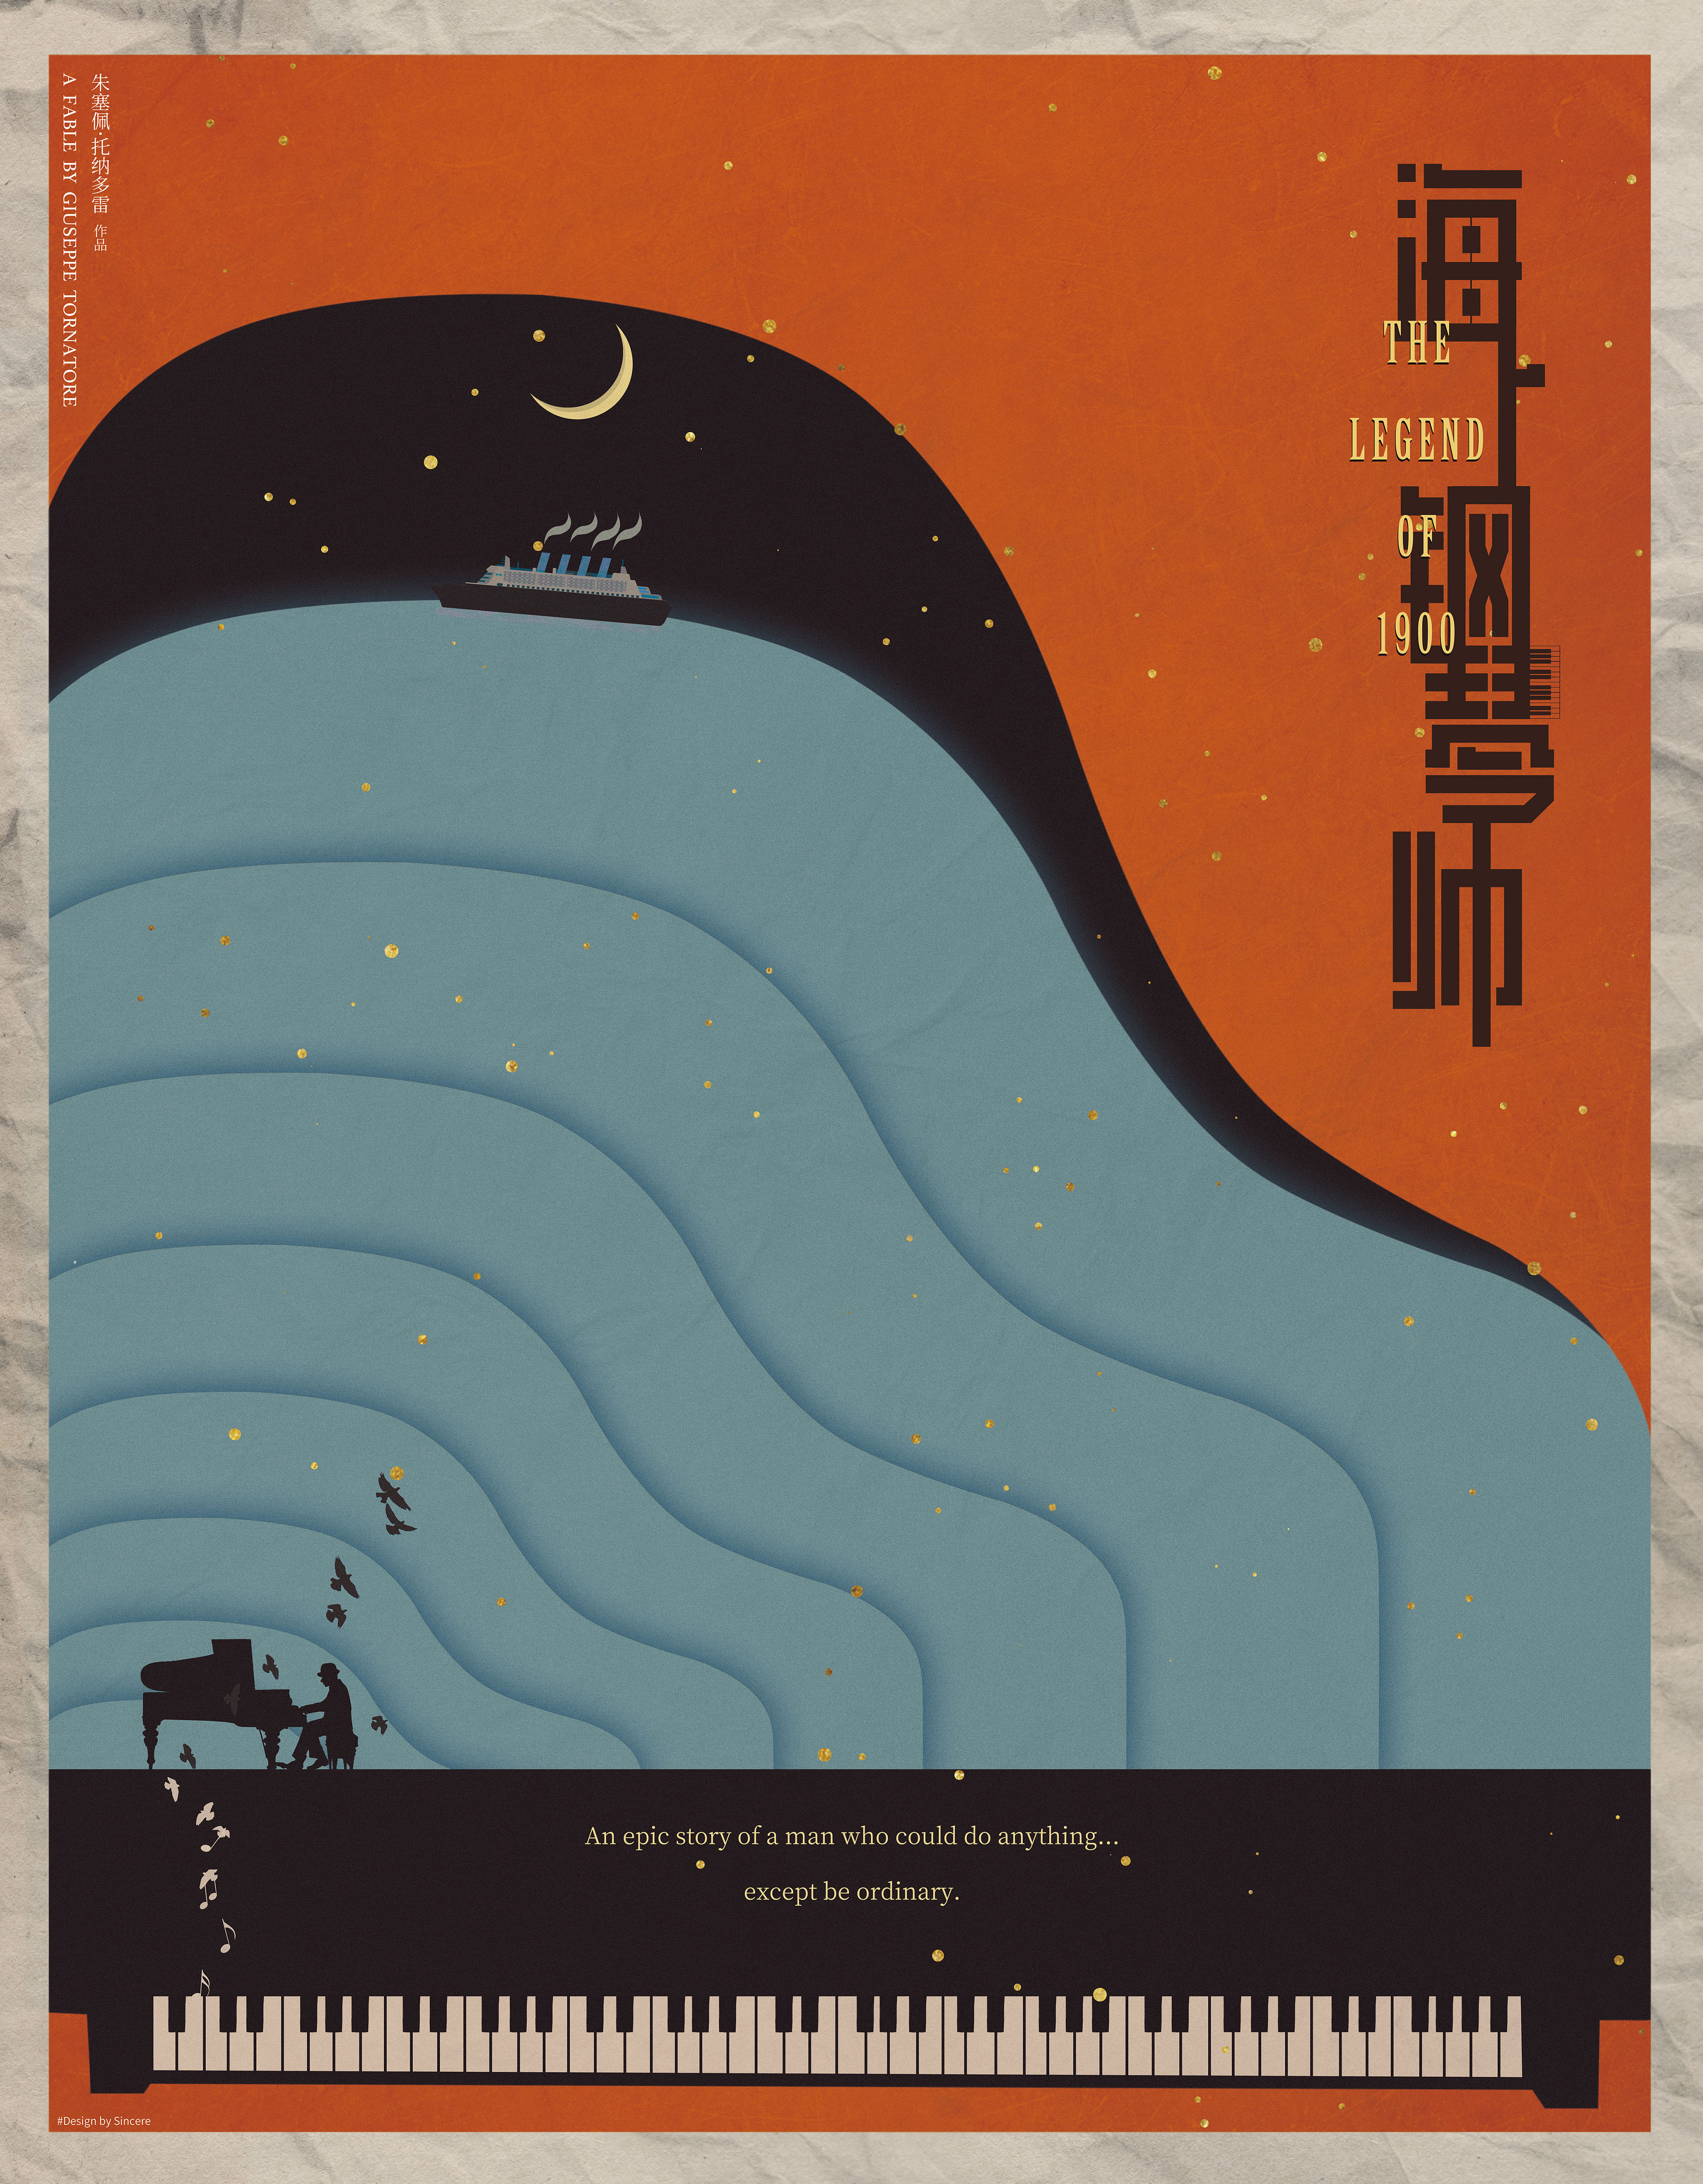 朱塞佩·托纳多雷 作品
A FABLE BY GIUSEPPE TORNATORE
海上钢琴师
THE
LEGEND
OF
1900
An epic story of a man who could do anything...
except be ordinary.
#Design by Sincere